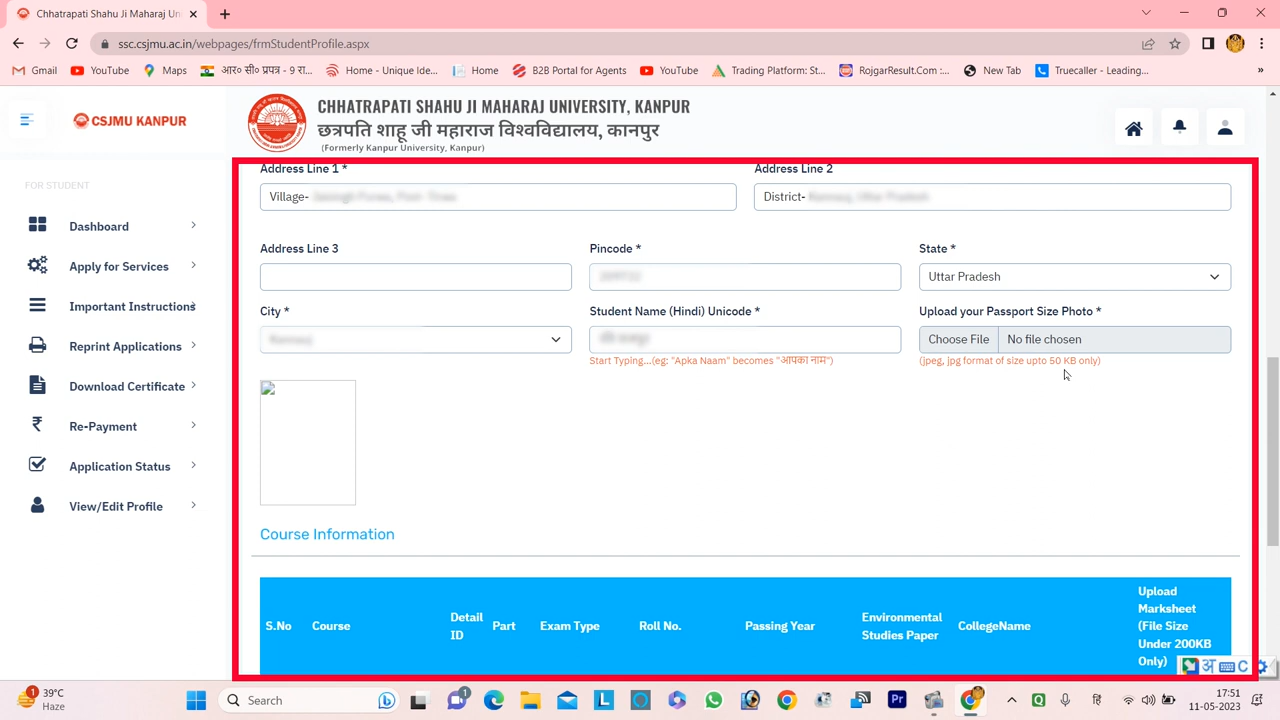 Chhatrapati Shahu Ji Maharaj Un
ssc.csjmu.ac.in/webpages/frmStudentProfile.aspx
Gmail
YouTube
Maps
आर० सी० प्रपत्र - 9 रा...
Home - Unique Ide...
Home
B2B Portal for Agents
YouTube
Trading Platform: St...
RojgarResult.Com :...
New Tab
Truecaller - Leading...
CSJMU KANPUR
CHHATRAPATI SHAHU JI MAHARAJ UNIVERSITY, KANPUR
छत्रपति शाहू जी महाराज विश्वविद्यालय, कानपुर
(Formerly Kanpur University, Kanpur)
FOR STUDENT
Dashboard
Apply for Services
Important Instructions
Reprint Applications
Download Certificate
Re-Payment
Application Status
View/Edit Profile
Address Line 1 *
Address Line 2
Village-
District-
Address Line 3
Pincode *
State *
Uttar Pradesh
City *
Student Name (Hindi) Unicode *
Upload your Passport Size Photo *
Choose File
No file chosen
Start Typing...(eg: "Apka Naam" becomes "आपका नाम")
(jpeg, jpg format of size upto 50 KB only)
Course Information
S.No
Course
Detail
ID
Part
Exam Type
Roll No.
Passing Year
Environmental
Studies Paper
CollegeName
Upload
Marksheet
(File Size
Under 200KB
Only)
अ
1
39°C
Haze
Search
1
हि
17:51
11-05-2023